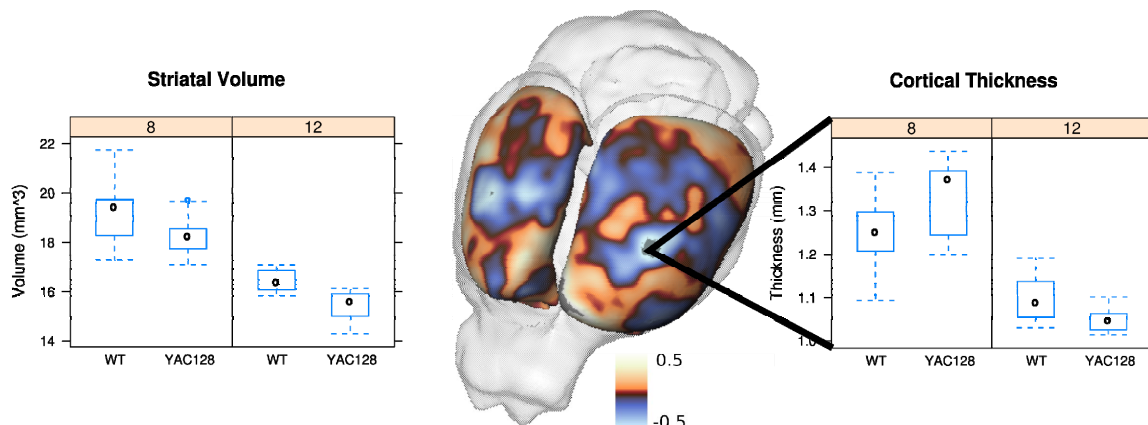 Striatal Volume
8 12
Volume (mm^3)
22
20
18
16
14
WT YAC128 WT YAC128
0.5
-0.5
Cortical Thickness
8 12
Thickness (mm)
1.4
1.3
1.2
1.1
1.0
WT YAC128 WT YAC128